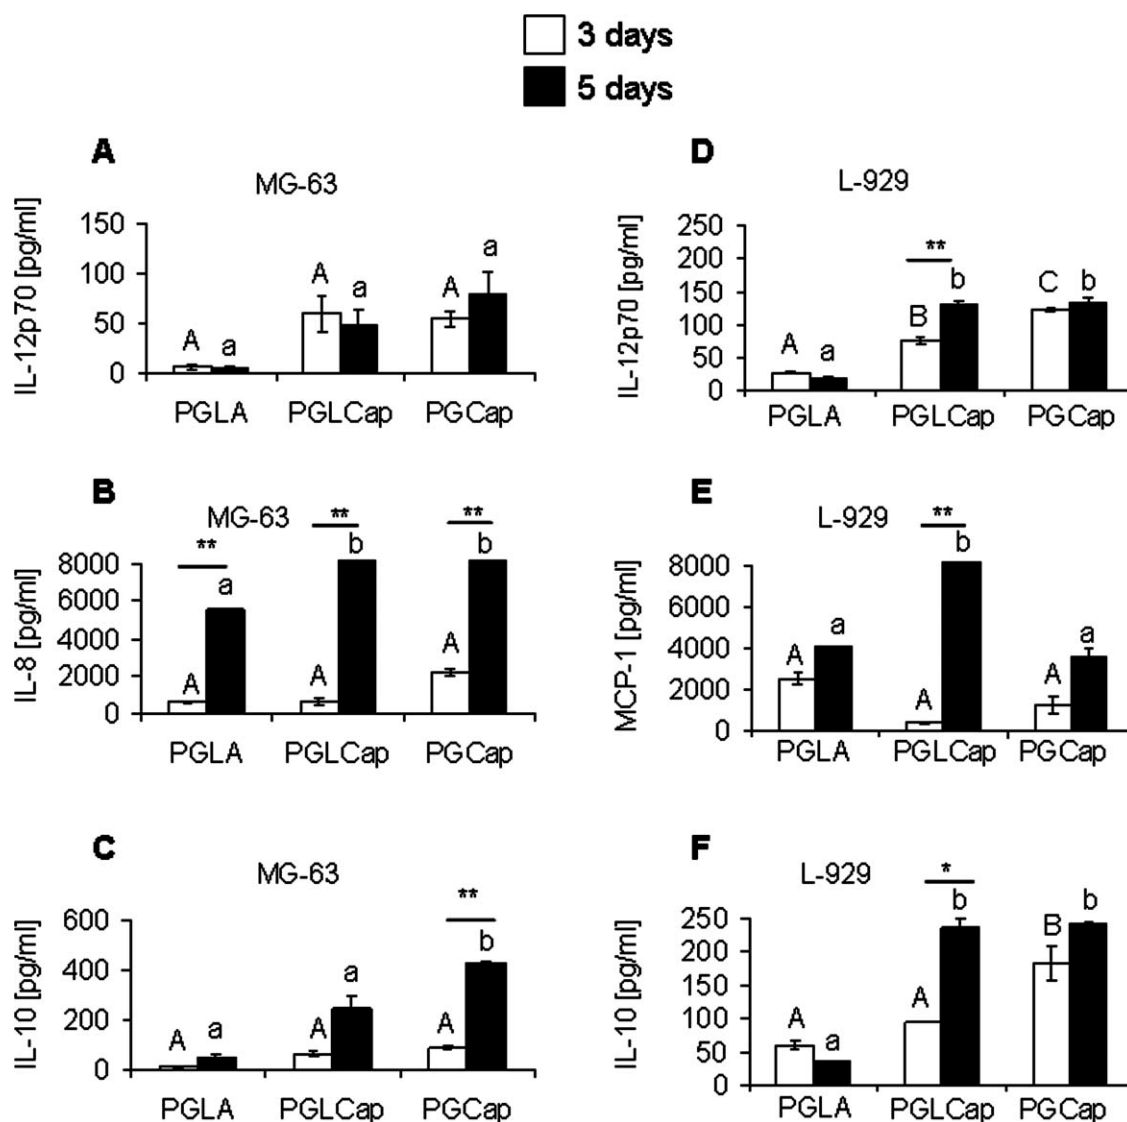 3 days
5 days
A
MG-63
IL-12p70 [pg/ml]
150
100
50
0
A
a
A
a
A
a
PGLA
PGLCap
PGCap
D
L-929
IL-12p70 [pg/ml]
250
200
150
100
50
0
A
a
**
B
b
C
b
PGLA
PGLCap
PGCap
B
MG-63
IL-8 [pg/ml]
8000
6000
4000
2000
0
**
A
a
**
A
b
**
A
b
PGLA
PGLCap
PGCap
E
L-929
MCP-1 [pg/ml]
8000
6000
4000
2000
0
A
a
**
A
b
A
a
PGLA
PGLCap
PGCap
C
MG-63
IL-10 [pg/ml]
600
400
200
0
A
a
A
a
**
A
b
PGLA
PGLCap
PGCap
F
L-929
IL-10 [pg/ml]
250
200
150
100
50
0
A
a
*
A
b
B
b
PGLA
PGLCap
PGCap